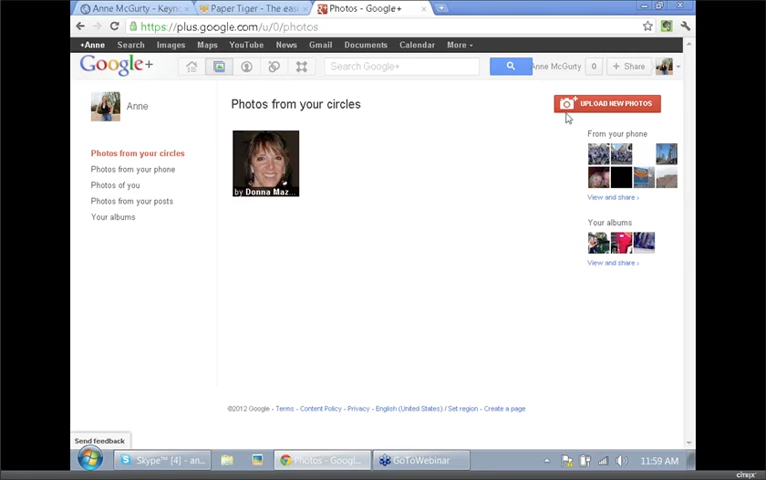 Anne McGurty - Keyno
Paper Tiger - The easi
Photos - Google+
https://plus.google.com/u/0/photos
+Anne Search Images Maps YouTube News Gmail Documents Calendar More
Google+
Search Google+
Anne McGurty 0 + Share
Anne
Photos from your circles
UPLOAD NEW PHOTOS
Photos from your circles
Photos from your phone
Photos of you
Photos from your posts
Your albums
by Donna Maz...
From your phone
View and share ›
Your albums
View and share ›
©2012 Google - Terms - Content Policy - Privacy - English (United States) / Set region - Create a page
Send feedback
Skype™ [4] - an...
Photos - Googl...
GoToWebinar
11:59 AM
citrix